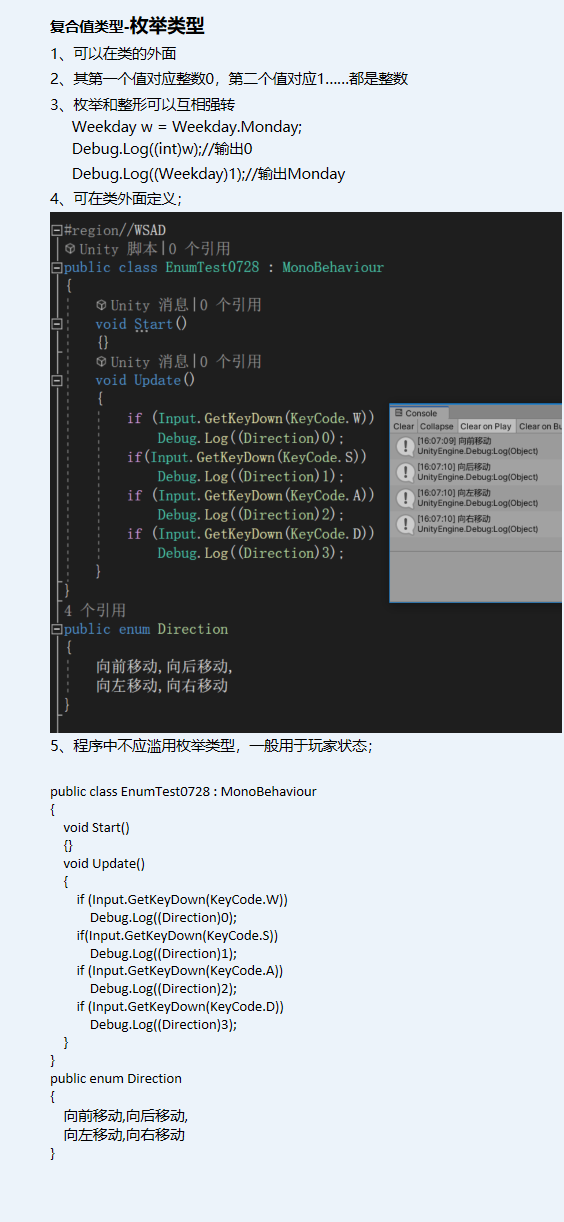 复合值类型-枚举类型
1、可以在类的外面
2、其第一个值对应整数0，第二个值对应1......都是整数
3、枚举和整形可以互相强转
Weekday w = Weekday.Monday;
Debug.Log((int)w);//输出0
Debug.Log((Weekday)1);//输出Monday
4、可在类外面定义；
#region//WSAD
Unity 脚本|0 个引用
public class EnumTest0728 : MonoBehaviour
{
Unity 消息|0 个引用
void Start()
{}
Unity 消息|0 个引用
void Update()
{
if (Input.GetKeyDown(KeyCode.W))
Debug.Log((Direction)0);
if(Input.GetKeyDown(KeyCode.S))
Debug.Log((Direction)1);
if (Input.GetKeyDown(KeyCode.A))
Debug.Log((Direction)2);
if (Input.GetKeyDown(KeyCode.D))
Debug.Log((Direction)3);
}
}
4 个引用
public enum Direction
{
向前移动,向后移动,
向左移动,向右移动
}
Console
Clear Collapse Clear on Play Clear on Bu
[16:07:09] 向前移动
UnityEngine.Debug:Log(Object)
[16:07:10] 向后移动
UnityEngine.Debug:Log(Object)
[16:07:10] 向左移动
UnityEngine.Debug:Log(Object)
[16:07:10] 向右移动
UnityEngine.Debug:Log(Object)
5、程序中不应滥用枚举类型，一般用于玩家状态；
public class EnumTest0728 : MonoBehaviour
{
void Start()
{}
void Update()
{
if (Input.GetKeyDown(KeyCode.W))
Debug.Log((Direction)0);
if(Input.GetKeyDown(KeyCode.S))
Debug.Log((Direction)1);
if (Input.GetKeyDown(KeyCode.A))
Debug.Log((Direction)2);
if (Input.GetKeyDown(KeyCode.D))
Debug.Log((Direction)3);
}
}
public enum Direction
{
向前移动,向后移动,
向左移动,向右移动
}